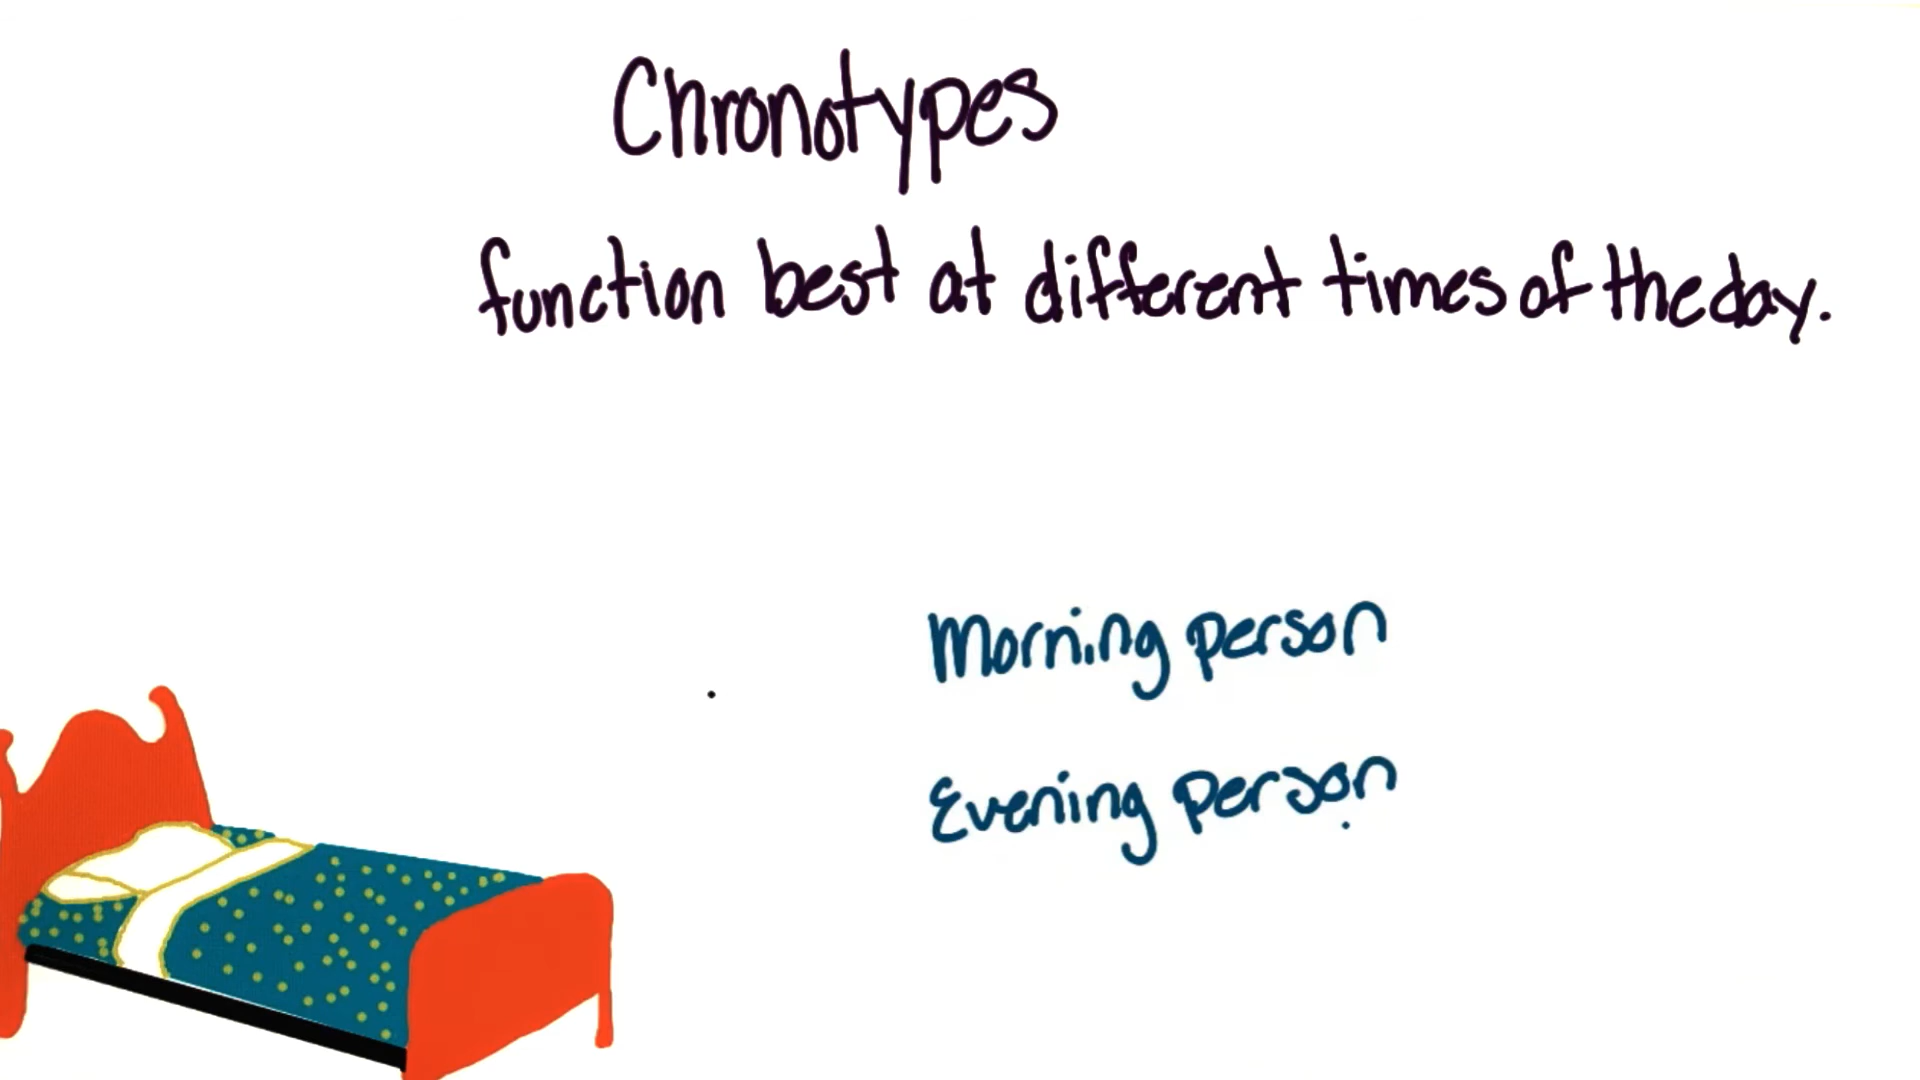 Chronotypes
function best at different times of the day.
Morning person
Evening person